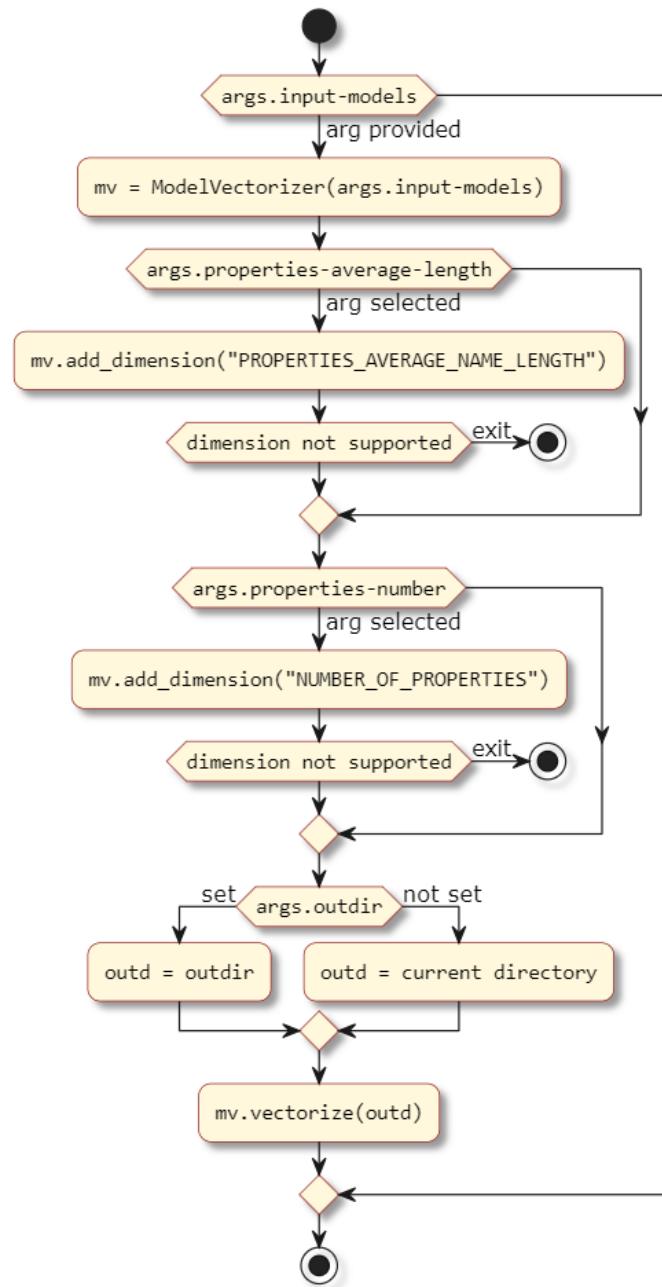 args.input-models
arg provided
mv = ModelVectorizer(args.input-models)
args.properties-average-length
arg selected
mv.add_dimension("PROPERTIES_AVERAGE_NAME_LENGTH")
dimension not supported
exit
args.properties-number
arg selected
mv.add_dimension("NUMBER_OF_PROPERTIES")
dimension not supported
exit
set
args.outdir
not set
outd = outdir
outd = current directory
mv.vectorize(outd)